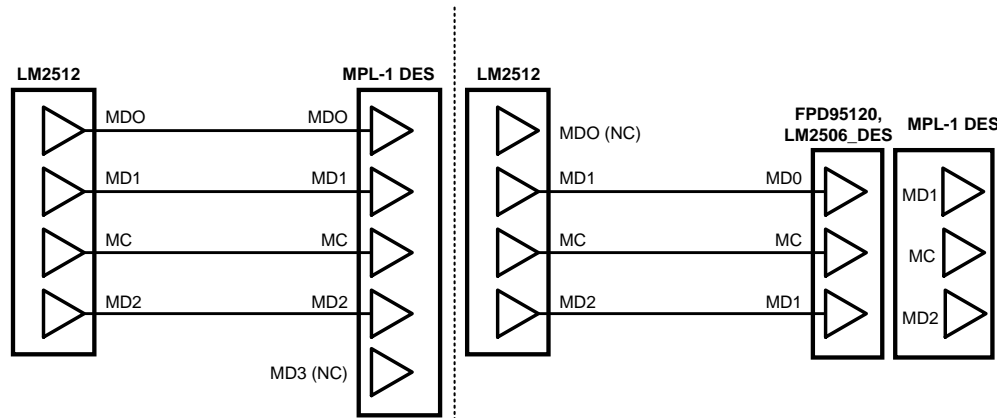 LM2512
MPL-1 DES
MDO
MDO
MD1
MD1
MC
MC
MD2
MD2
MD3 (NC)
LM2512
FPD95120,
LM2506_DES
MPL-1 DES
MDO (NC)
MD1
MD0
MD1
MC
MC
MC
MD2
MD1
MD2